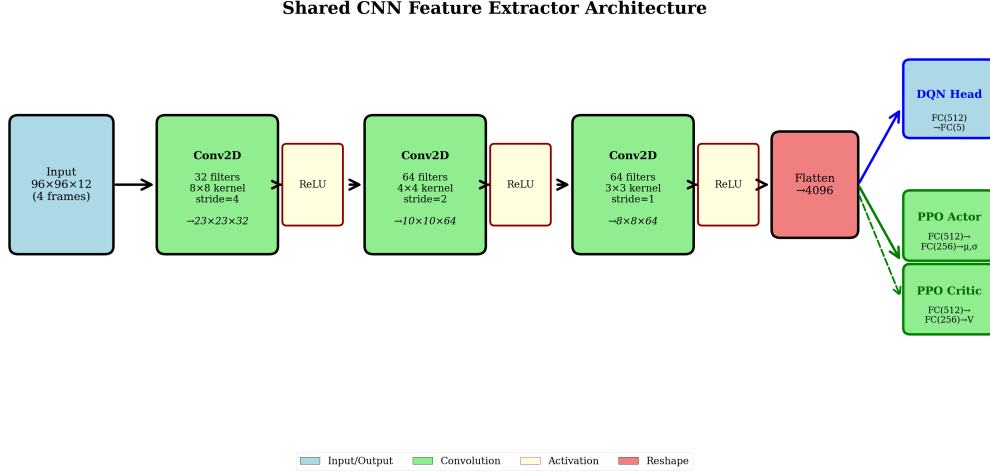 Shared CNN Feature Extractor Architecture
Input
96×96×12
(4 frames)
Conv2D
32 filters
8×8 kernel
stride=4
→23×23×32
ReLU
Conv2D
64 filters
4×4 kernel
stride=2
→10×10×64
ReLU
Conv2D
64 filters
3×3 kernel
stride=1
→8×8×64
ReLU
Flatten
→4096
DQN Head
FC(512)
→FC(5)
PPO Actor
FC(512)→
FC(256)→μ,σ
PPO Critic
FC(512)→
FC(256)→V
Input/Output
Convolution
Activation
Reshape